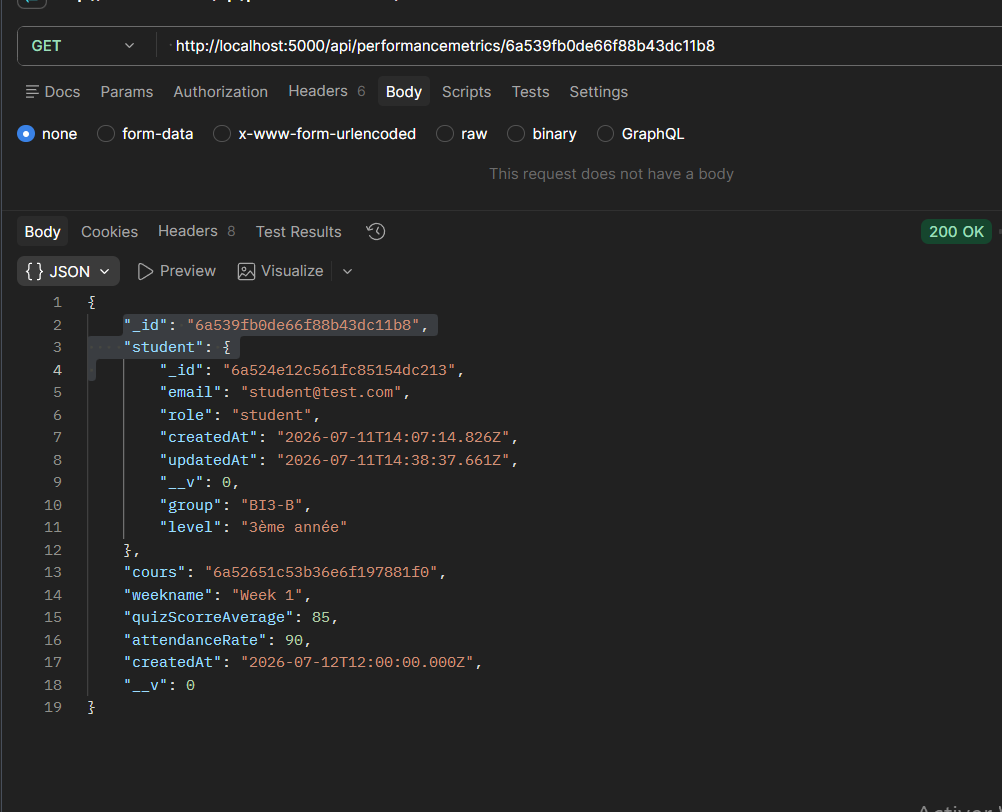 GET http://localhost:5000/api/performancemetrics/6a539fb0de66f88b43dc11b8
Docs Params Authorization Headers 6 Body Scripts Tests Settings
none form-data x-www-form-urlencoded raw binary GraphQL
This request does not have a body
Body Cookies Headers 8 Test Results 200 OK
{} JSON Preview Visualize
1 {
2 "_id": "6a539fb0de66f88b43dc11b8",
3 "student": {
4 "_id": "6a524e12c561fc85154dc213",
5 "email": "student@test.com",
6 "role": "student",
7 "createdAt": "2026-07-11T14:07:14.826Z",
8 "updatedAt": "2026-07-11T14:38:37.661Z",
9 "__v": 0,
10 "group": "BI3-B",
11 "level": "3ème année"
12 },
13 "cours": "6a52651c53b36e6f197881f0",
14 "weekname": "Week 1",
15 "quizScorreAverage": 85,
16 "attendanceRate": 90,
17 "createdAt": "2026-07-12T12:00:00.000Z",
18 "__v": 0
19 }